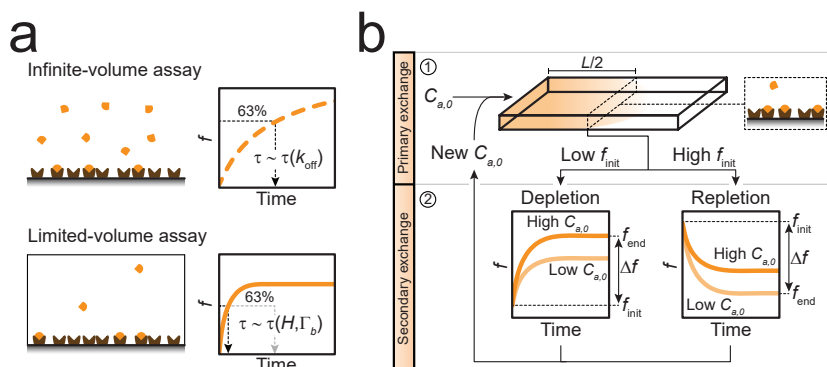 a
Infinite-volume assay
f
63%
τ ~ τ(k_off)
Time
Limited-volume assay
f
63%
τ ~ τ(H,Γ_b)
Time
b
Primary exchange
①
L/2
C_a,0
New C_a,0
Low f_init
High f_init
Secondary exchange
②
Depletion
High C_a,0
Low C_a,0
f
f_end
Δf
f_init
Time
Repletion
High C_a,0
Low C_a,0
f
f_init
Δf
f_end
Time